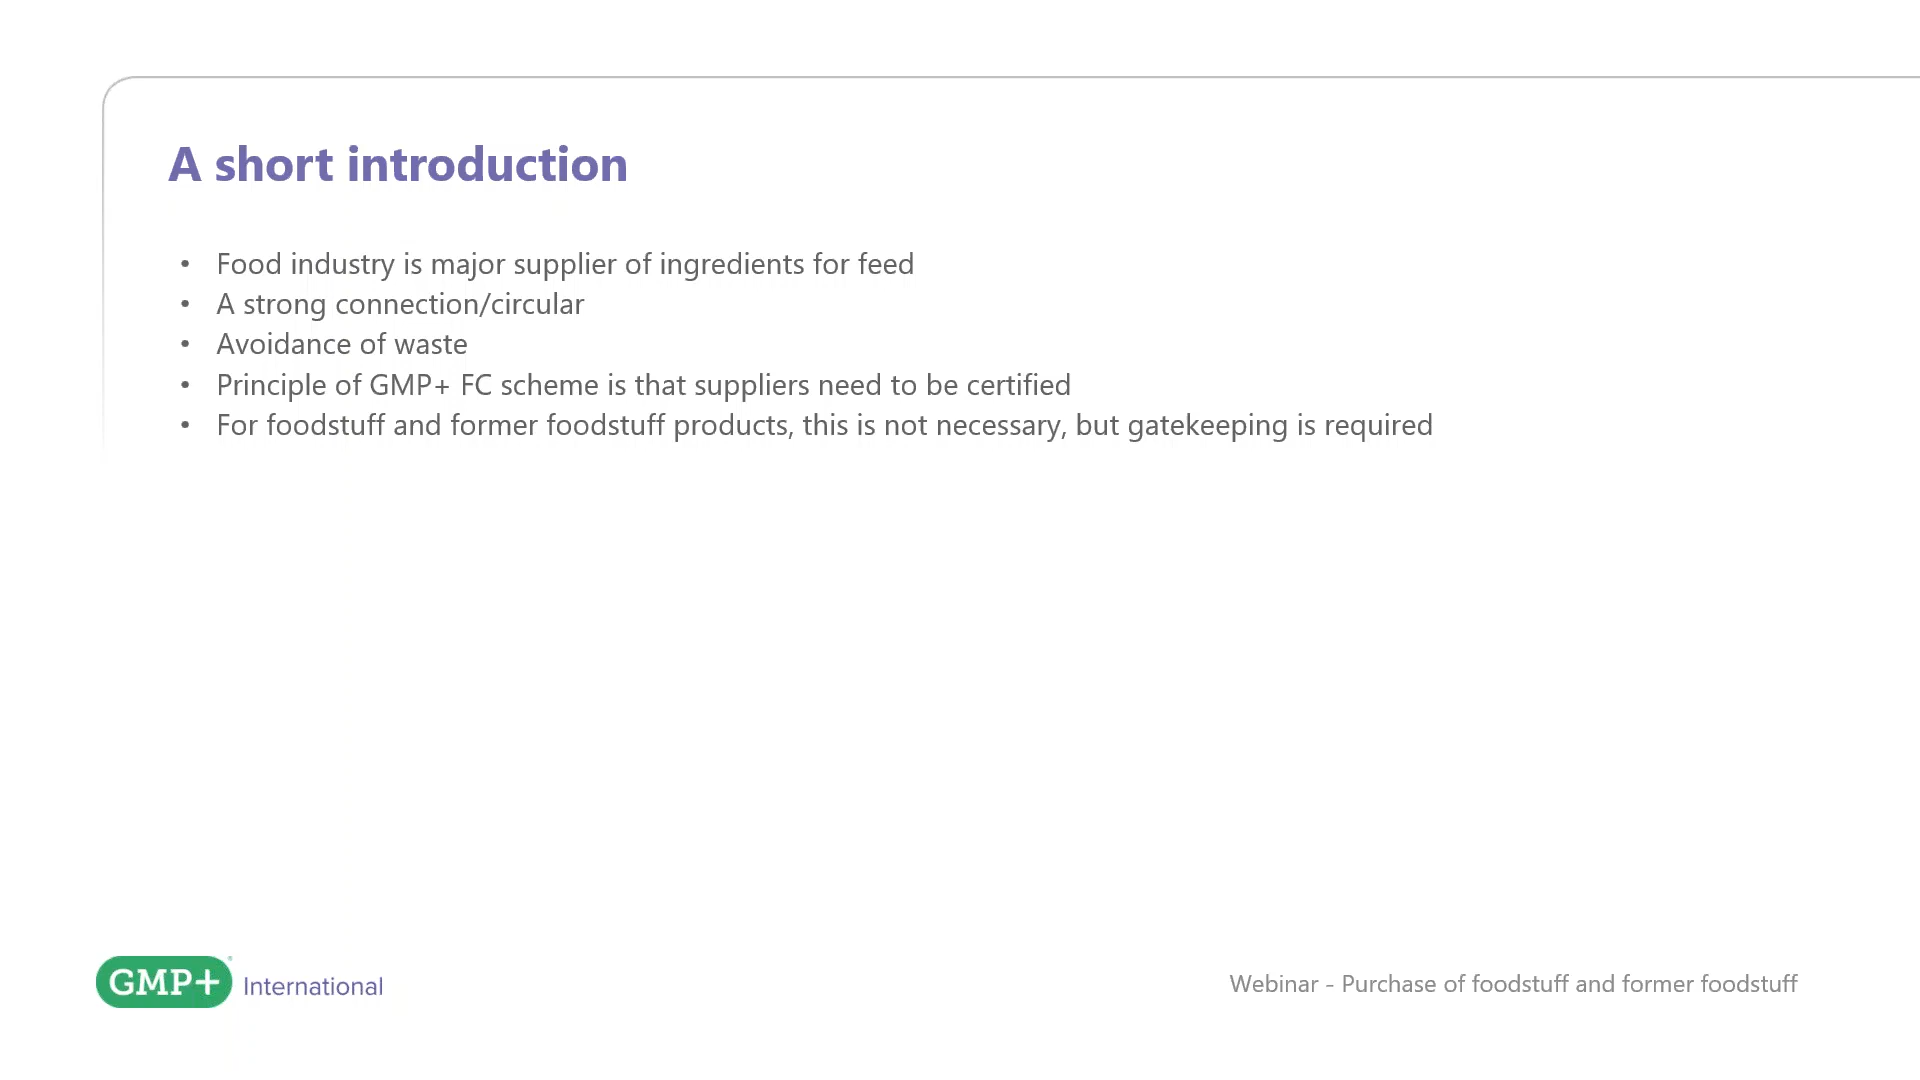 A short introduction
• Food industry is major supplier of ingredients for feed
• A strong connection/circular
• Avoidance of waste
• Principle of GMP+ FC scheme is that suppliers need to be certified
• For foodstuff and former foodstuff products, this is not necessary, but gatekeeping is required
GMP+ International
Webinar - Purchase of foodstuff and former foodstuff